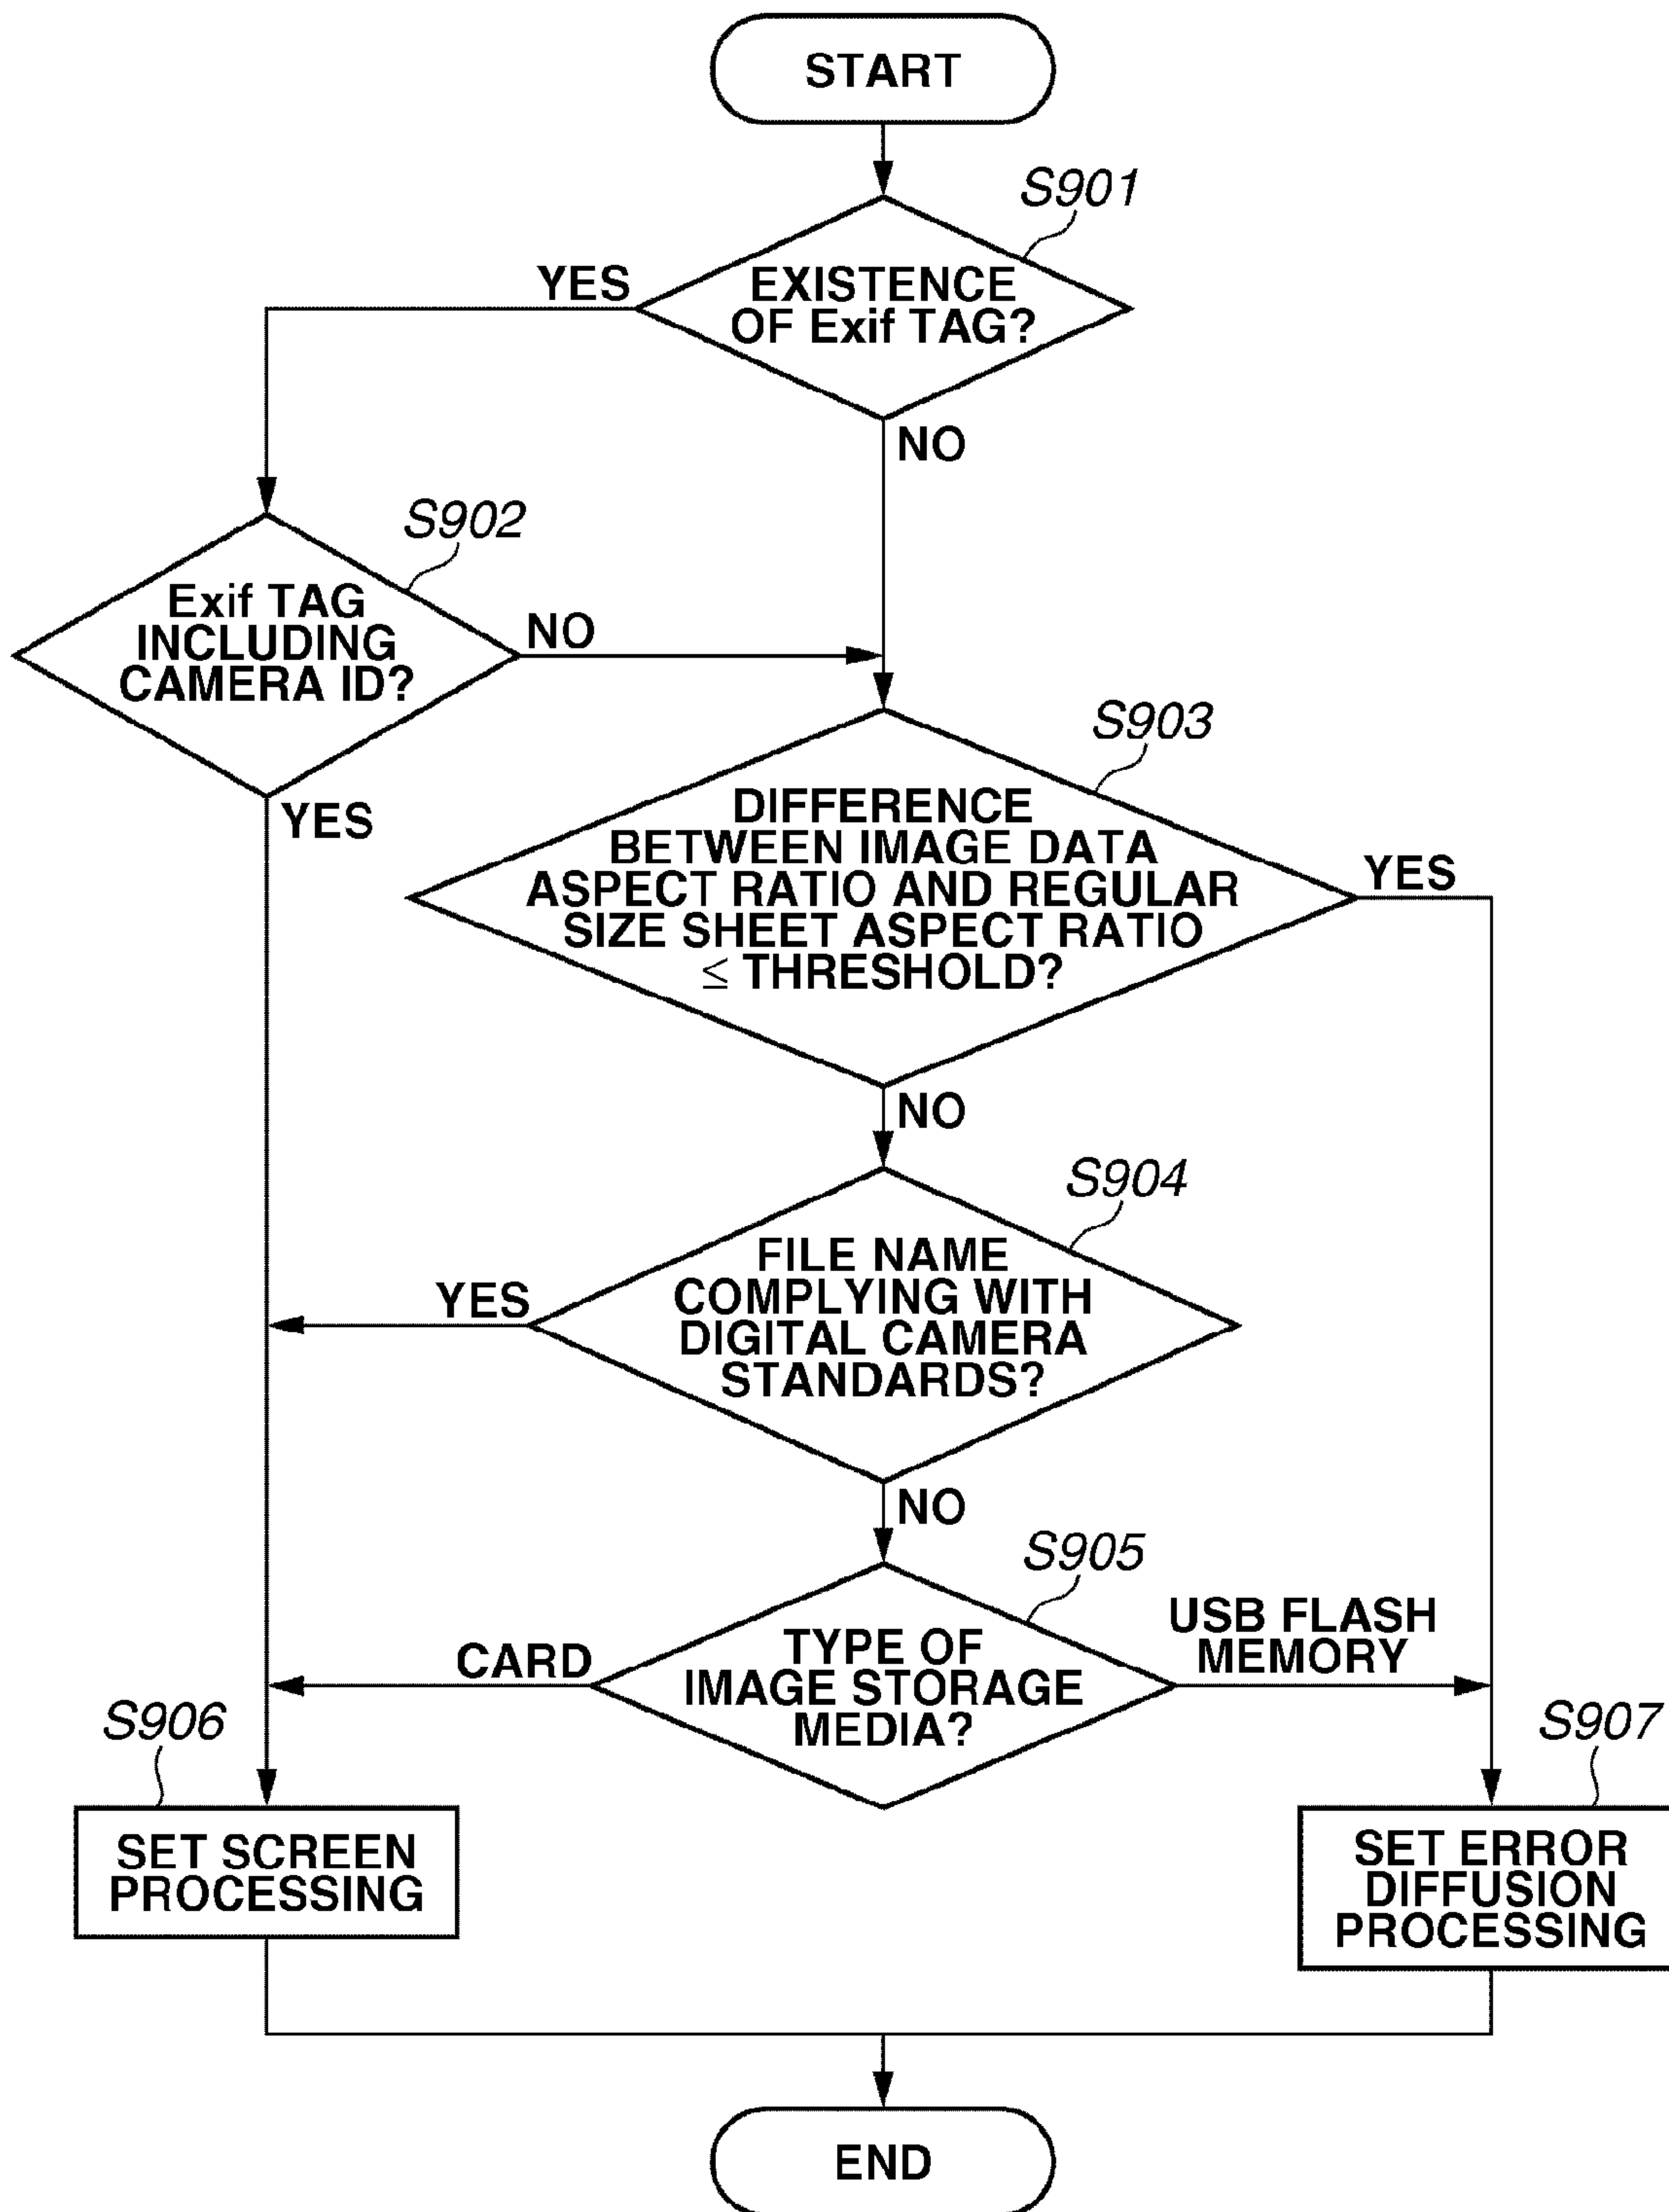 START
S901
YES
EXISTENCE
OF Exif TAG?
NO
S902
Exif TAG
INCLUDING
CAMERA ID?
NO
YES
S903
DIFFERENCE
BETWEEN IMAGE DATA
ASPECT RATIO AND REGULAR
SIZE SHEET ASPECT RATIO
≤ THRESHOLD?
YES
NO
S904
FILE NAME
COMPLYING WITH
DIGITAL CAMERA
STANDARDS?
YES
NO
S905
TYPE OF
IMAGE STORAGE
MEDIA?
CARD
USB FLASH
MEMORY
S906
SET SCREEN
PROCESSING
S907
SET ERROR
DIFFUSION
PROCESSING
END